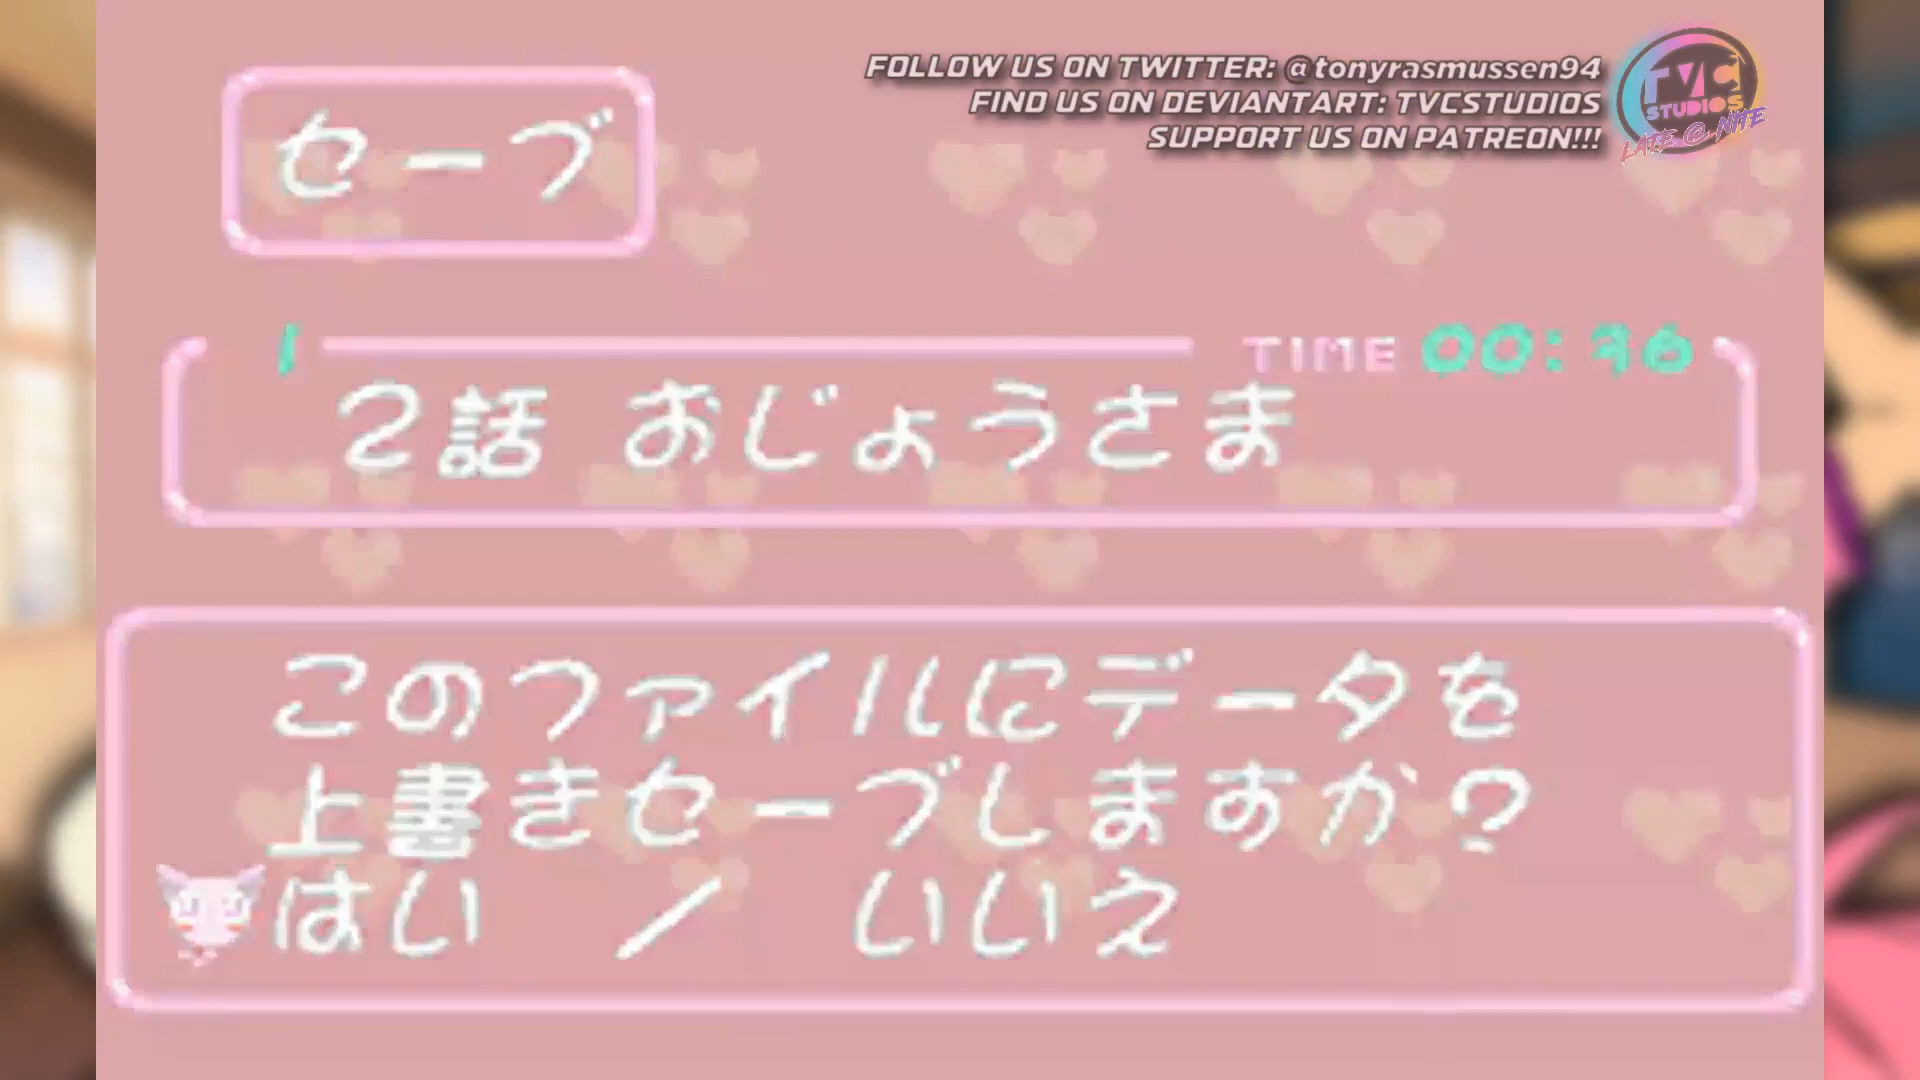 FOLLOW US ON TWITTER: @tonyrasmussen94
FIND US ON DEVIANTART: TVCSTUDIOS
SUPPORT US ON PATREON!!!
TVC
STUDIOS
LATE @ NITE
セーブ
1 TIME 00:36
2話 おじょうさま
このファイルにデータを
上書きセーブしますか?
はい / いいえ